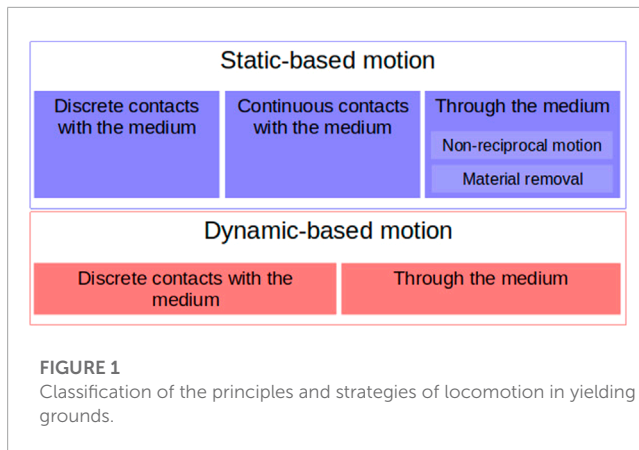 Static-based motion
Discrete contacts
with the medium
Continuous contacts
with the medium
Through the medium
Non-reciprocal motion
Material removal
Dynamic-based motion
Discrete contacts with the
medium
Through the medium
FIGURE 1
Classification of the principles and strategies of locomotion in yielding
grounds.